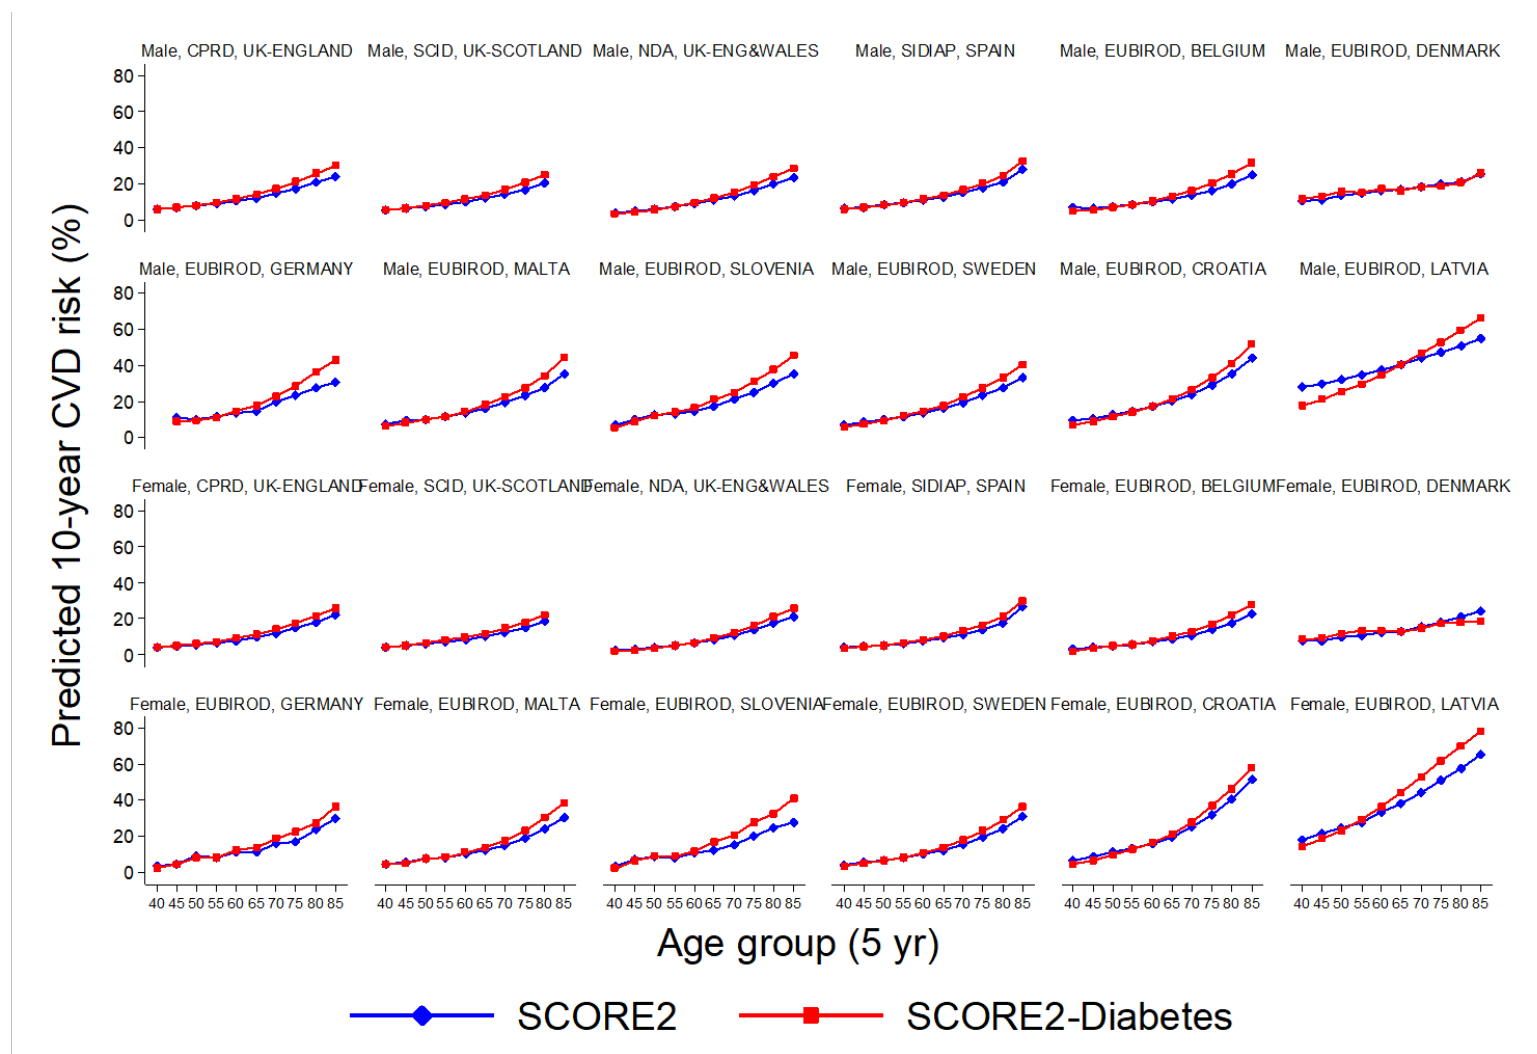 Male, CPRD, UK-ENGLAND Male, SCID, UK-SCOTLAND Male, NDA, UK-ENG&WALES Male, SIDIAP, SPAIN Male, EUBIROD, BELGIUM Male, EUBIROD, DENMARK
80
60
40
20
0
Male, EUBIROD, GERMANY Male, EUBIROD, MALTA Male, EUBIROD, SLOVENIA Male, EUBIROD, SWEDEN Male, EUBIROD, CROATIA Male, EUBIROD, LATVIA
80
60
40
20
0
Predicted 10-year CVD risk (%)
Female, CPRD, UK-ENGLAND Female, SCID, UK-SCOTLAND Female, NDA, UK-ENG&WALES Female, SIDIAP, SPAIN Female, EUBIROD, BELGIUM Female, EUBIROD, DENMARK
80
60
40
20
0
Female, EUBIROD, GERMANY Female, EUBIROD, MALTA Female, EUBIROD, SLOVENIA Female, EUBIROD, SWEDEN Female, EUBIROD, CROATIA Female, EUBIROD, LATVIA
80
60
40
20
0
40 45 50 55 60 65 70 75 80 85 40 45 50 55 60 65 70 75 80 85 40 45 50 55 60 65 70 75 80 85 40 45 50 55 60 65 70 75 80 85 40 45 50 55 60 65 70 75 80 85 40 45 50 55 60 65 70 75 80 85
Age group (5 yr)
SCORE2 SCORE2-Diabetes